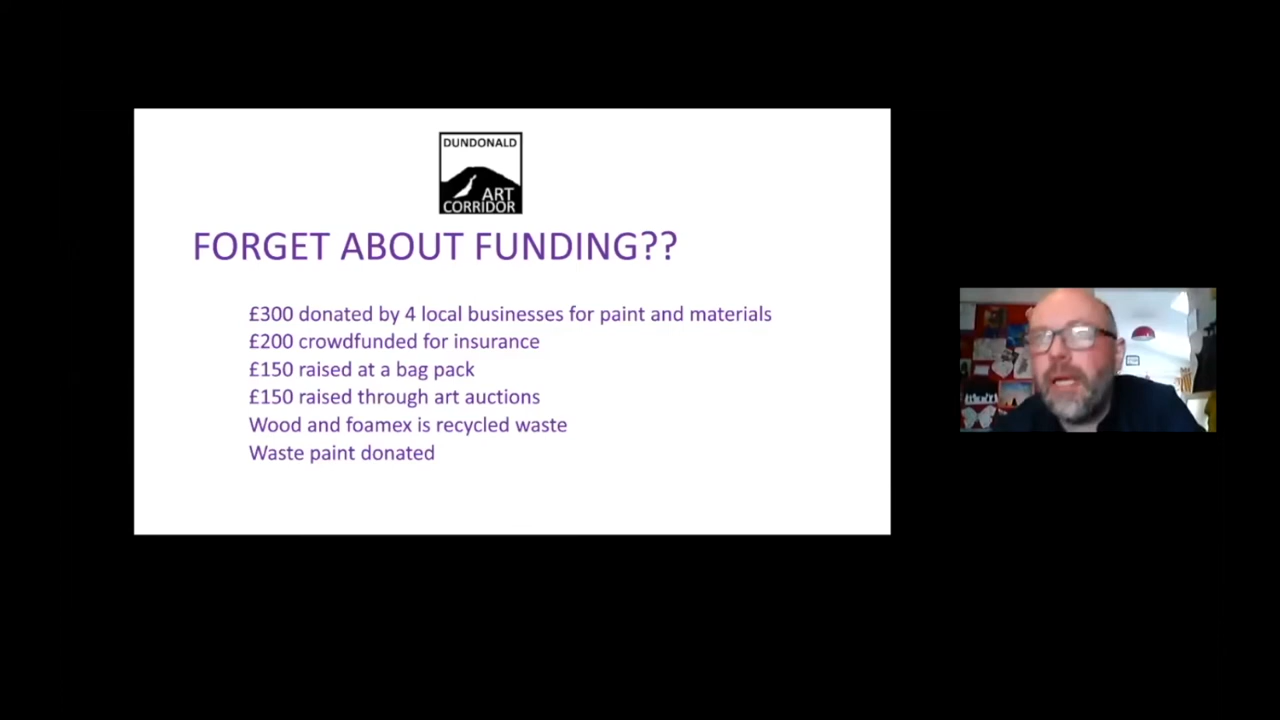 DUNDONALD
ART
CORRIDOR
FORGET ABOUT FUNDING??
£300 donated by 4 local businesses for paint and materials
£200 crowdfunded for insurance
£150 raised at a bag pack
£150 raised through art auctions
Wood and foamex is recycled waste
Waste paint donated